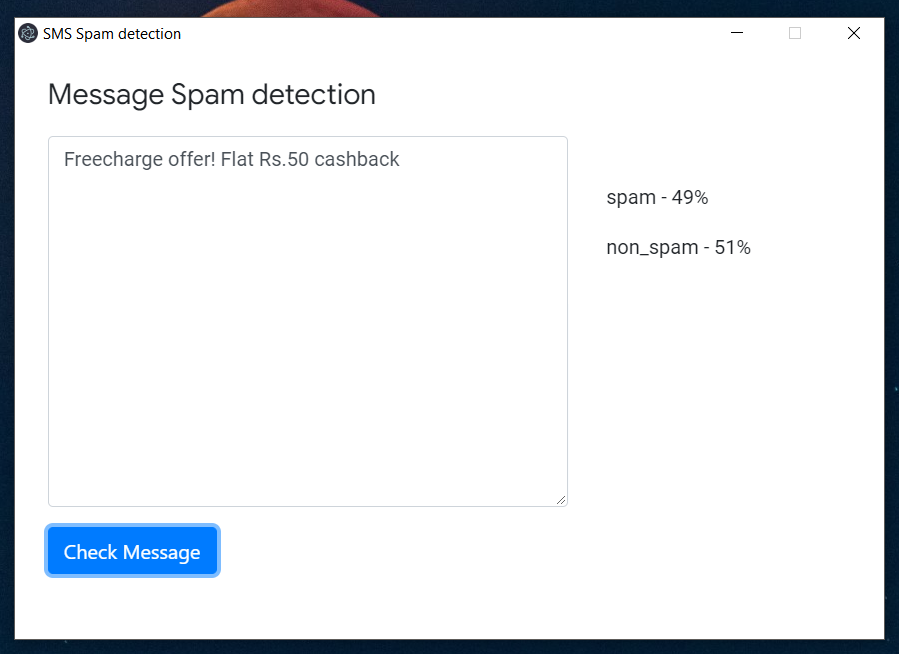 SMS Spam detection
Message Spam detection
Freecharge offer! Flat Rs.50 cashback
spam - 49%
non_spam - 51%
Check Message